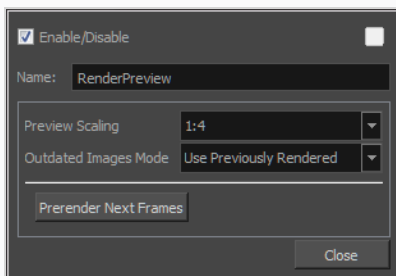 Enable/Disable
Name: RenderPreview
Preview Scaling 1:4
Outdated Images Mode Use Previously Rendered
Prerender Next Frames
Close